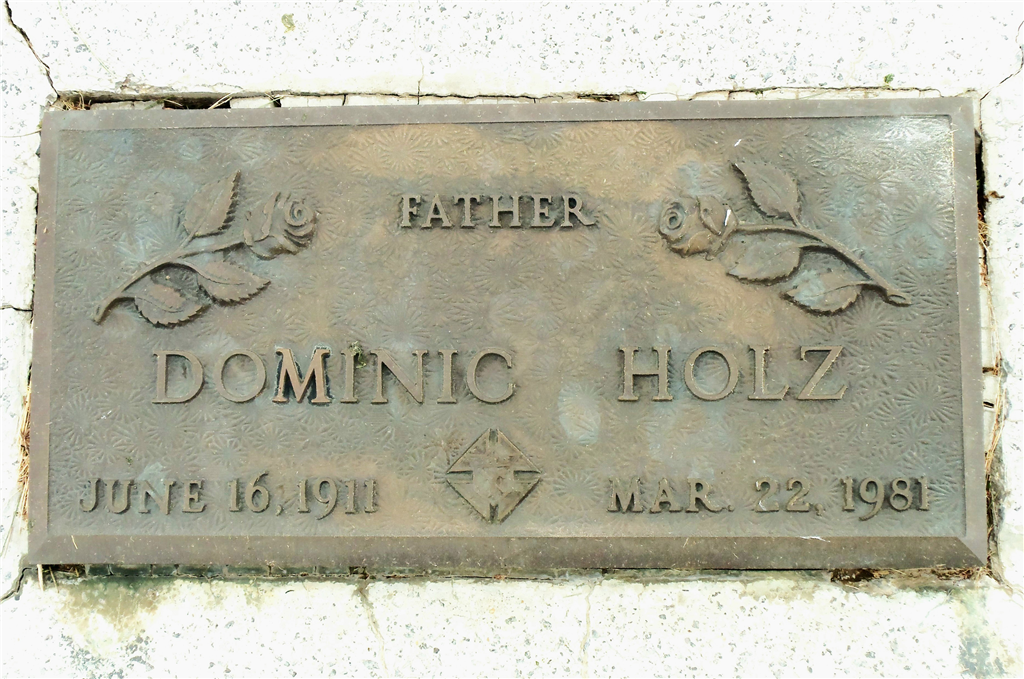 FATHER
DOMINIC HOLZ
JUNE 16, 1911 MAR. 22, 1981